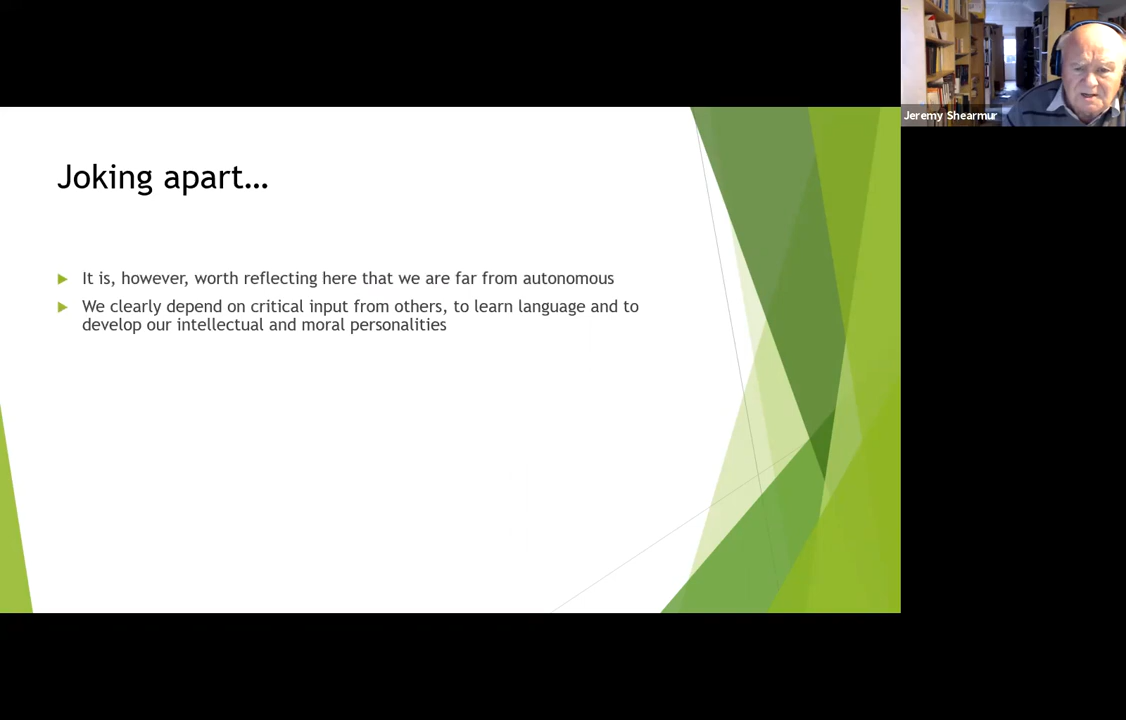 Jeremy Shearmur
Joking apart...
It is, however, worth reflecting here that we are far from autonomous
We clearly depend on critical input from others, to learn language and to
develop our intellectual and moral personalities